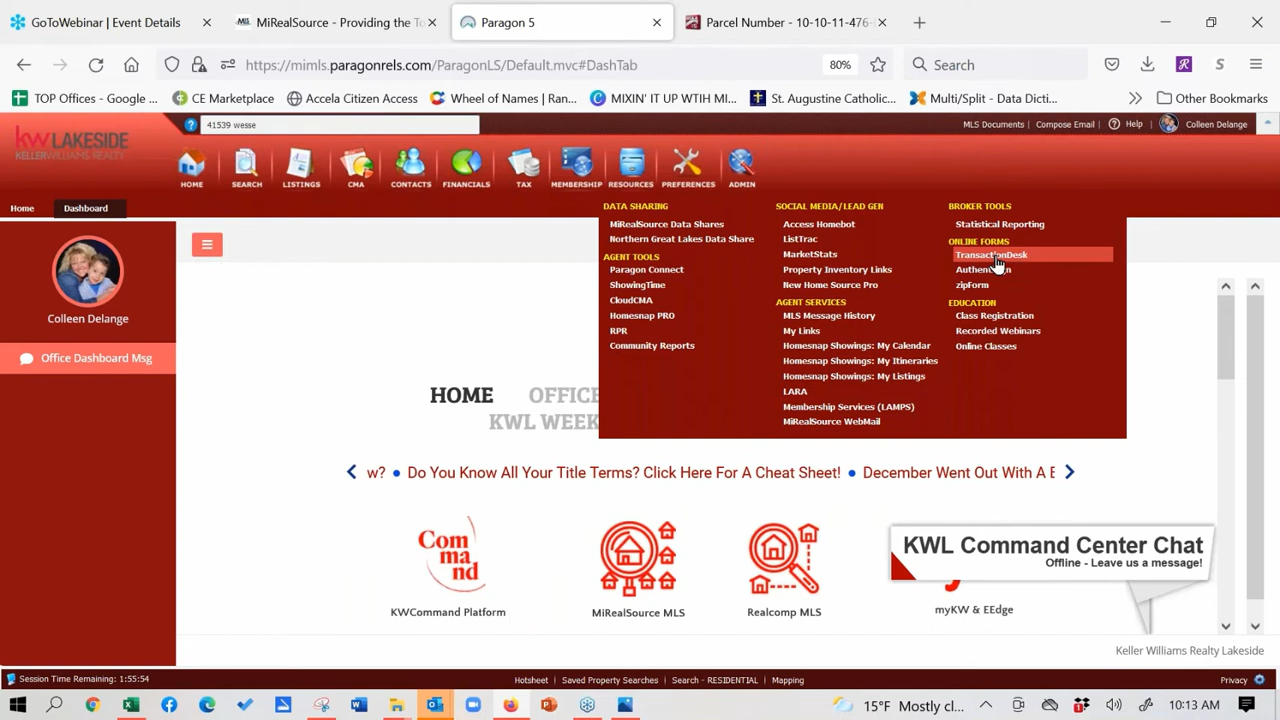 GoToWebinar | Event Details
MiRealSource - Providing the To
Paragon 5
Parcel Number - 10-10-11-476-
https://mimls.paragonrels.com/ParagonLS/Default.mvc#DashTab
80%
Search
TOP Offices - Google ...
CE Marketplace
Accela Citizen Access
Wheel of Names | Ran...
MIXIN' IT UP WTIH MI...
St. Augustine Catholic...
Multi/Split - Data Dicti...
Other Bookmarks
kw LAKESIDE
KELLERWILLIAMS REALTY
41539 wesse
MLS Documents
Compose Email
Help
Colleen Delange
HOME
SEARCH
LISTINGS
CMA
CONTACTS
FINANCIALS
TAX
MEMBERSHIP
RESOURCES
PREFERENCES
ADMIN
Home
Dashboard
DATA SHARING
MiRealSource Data Shares
Northern Great Lakes Data Share
AGENT TOOLS
Paragon Connect
ShowingTime
CloudCMA
Homesnap PRO
RPR
Community Reports
SOCIAL MEDIA/LEAD GEN
Access Homebot
ListTrac
MarketStats
Property Inventory Links
New Home Source Pro
AGENT SERVICES
MLS Message History
My Links
Homesnap Showings: My Calendar
Homesnap Showings: My Itineraries
Homesnap Showings: My Listings
LARA
Membership Services (LAMPS)
MiRealSource WebMail
BROKER TOOLS
Statistical Reporting
ONLINE FORMS
TransactionDesk
zipForm
EDUCATION
Class Registration
Recorded Webinars
Online Classes
Colleen Delange
Office Dashboard Msg
HOME
OFFICE
KWL WEEK
w? • Do You Know All Your Title Terms? Click Here For A Cheat Sheet! • December Went Out With A E
Com
ma
nd
KWCommand Platform
MiRealSource MLS
Realcomp MLS
myKW & EEdge
KWL Command Center Chat
Offline - Leave us a message!
Keller Williams Realty Lakeside
Session Time Remaining: 1:55:54
Hotsheet
Saved Property Searches
Search - RESIDENTIAL
Mapping
Privacy
15°F Mostly cl...
1
10:13 AM